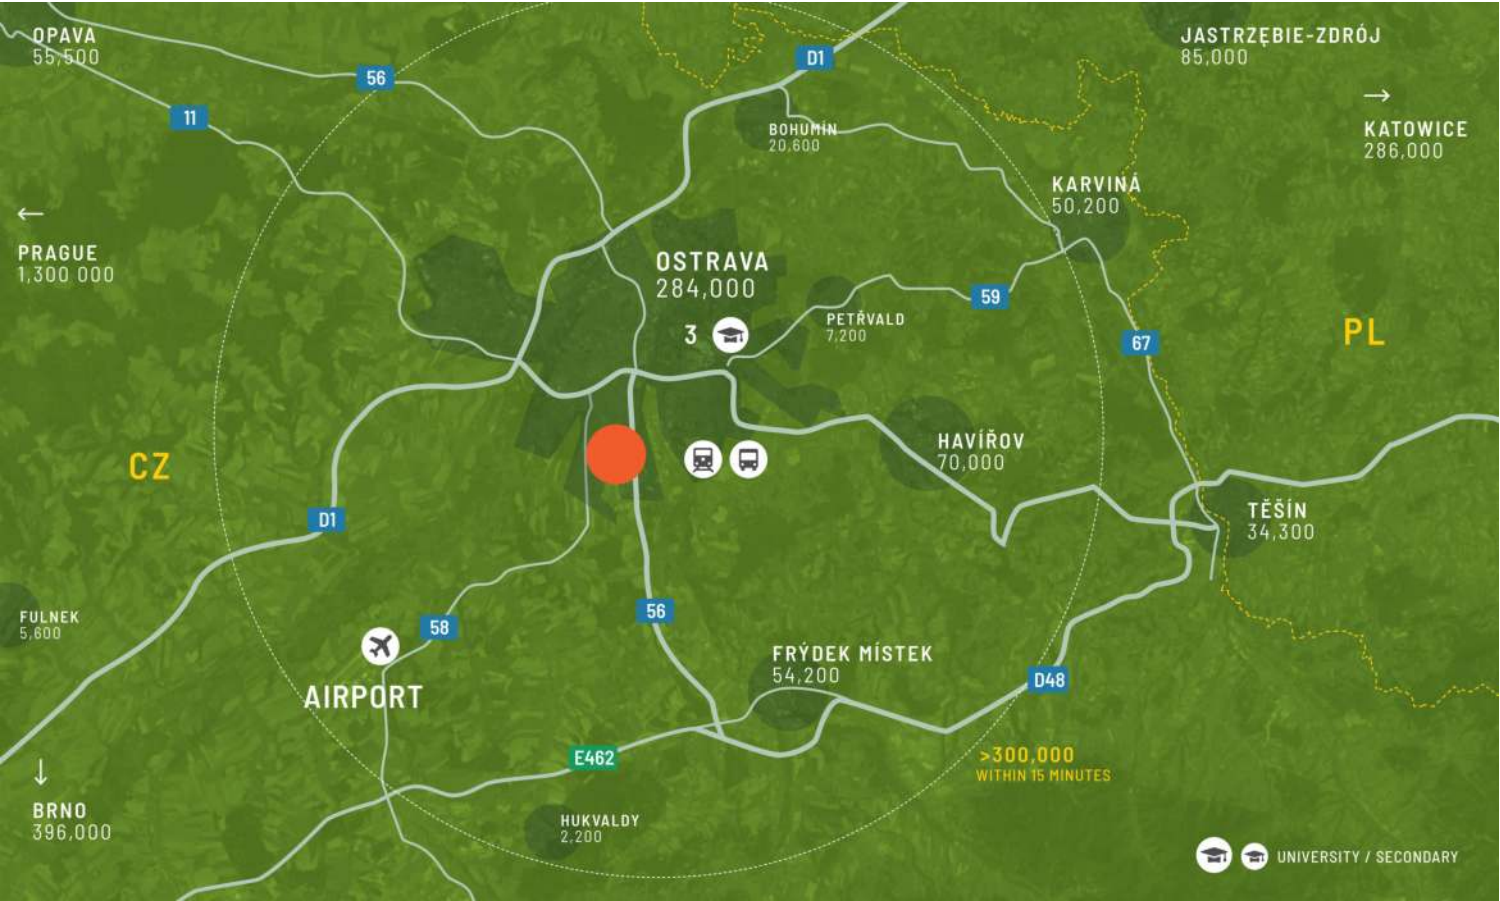 OPAVA
55,500
56
D1
JASTRZĘBIE-ZDRÓJ
85,000
11
BOHUMÍN
20,600
KATOWICE
286,000
KARVINÁ
50,200
PRAGUE
1,300 000
OSTRAVA
284,000
59
3
PETŘVALD
7,200
67
PL
CZ
HAVÍŘOV
70,000
D1
TĚŠÍN
34,300
FULNEK
5,600
58
56
AIRPORT
FRÝDEK MÍSTEK
54,200
D48
E462
>300,000
WITHIN 15 MINUTES
BRNO
396,000
HUKVALDY
2,200
UNIVERSITY / SECONDARY